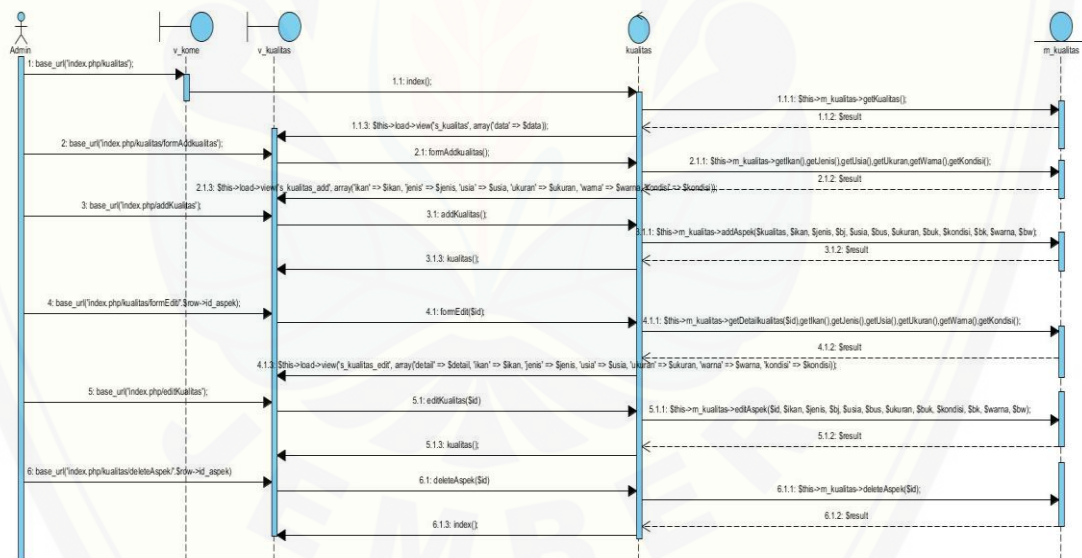 Admin
v_kome
v_kualitas
kualitas
m_kualitas
1: base_url('index.php/kualitas');
1.1: index();
1.1.1: $this->m_kualitas->getKualitas();
1.1.2: $result
1.1.3: $this->load->view('s_kualitas', array('data' => $data));
2: base_url('index.php/kualitas/formAddkualitas');
2.1: formAddkualitas();
2.1.1: $this->m_kualitas->getIkan(),getJenis(),getUsia(),getUkuran,getWarna(),getKondisi();
2.1.2: $result
2.1.3: $this->load->view('s_kualitas_add', array('ikan' => $ikan, 'jenis' => $jenis, 'usia' => $usia, 'ukuran' => $ukuran, 'warna' => $warna, 'kondisi' => $kondisi));
3: base_url('index.php/addKualitas');
3.1: addKualitas();
3.1.1: $this->m_kualitas->addAspek($kualitas, $ikan, $jenis, $bj, $usia, $bus, $ukuran, $buk, $kondisi, $bk, $warna, $bw);
3.1.2: $result
3.1.3: kualitas();
4: base_url('index.php/kualitas/formEdit/'.$row->id_aspek);
4.1: formEdit($id);
4.1.1: $this->m_kualitas->getDetailkualitas($id),getIkan(),getJenis(),getUsia(),getUkuran(),getWarna(),getKondisi();
4.1.2: $result
4.1.3: $this->load->view('s_kualitas_edit', array('detail' => $detail, 'ikan' => $ikan, 'jenis' => $jenis, 'usia' => $usia, 'ukuran' => $ukuran, 'warna' => $warna, 'kondisi' => $kondisi));
5: base_url('index.php/editKualitas');
5.1: editKualitas($id)
5.1.1: $this->m_kualitas->editAspek($id, $ikan, $jenis, $bj, $usia, $bus, $ukuran, $buk, $kondisi, $bk, $warna, $bw);
5.1.2: $result
5.1.3: kualitas();
6: base_url('index.php/kualitas/deleteAspek/'.$row->id_aspek)
6.1: deleteAspek($id)
6.1.1: $this->m_kualitas->deleteAspek($id);
6.1.2: $result
6.1.3: index();
JEMBER